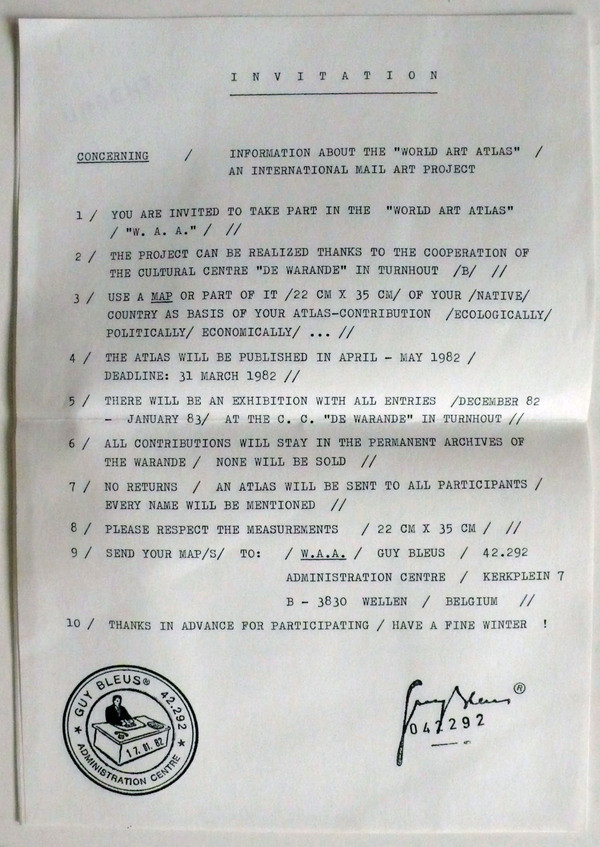 I N V I T A T I O N
CONCERNING / INFORMATION ABOUT THE "WORLD ART ATLAS" /
AN INTERNATIONAL MAIL ART PROJECT
1 / YOU ARE INVITED TO TAKE PART IN THE "WORLD ART ATLAS"
/ "W. A. A." / //
2 / THE PROJECT CAN BE REALIZED THANKS TO THE COOPERATION OF
THE CULTURAL CENTRE "DE WARANDE" IN TURNHOUT /B/ //
3 / USE A MAP OR PART OF IT /22 CM X 35 CM/ OF YOUR /NATIVE/
COUNTRY AS BASIS OF YOUR ATLAS-CONTRIBUTION /ECOLOGICALLY/
POLITICALLY/ ECONOMICALLY/ ... //
4 / THE ATLAS WILL BE PUBLISHED IN APRIL - MAY 1982 /
DEADLINE: 31 MARCH 1982 //
5 / THERE WILL BE AN EXHIBITION WITH ALL ENTRIES /DECEMBER 82
- JANUARY 83/ AT THE C. C. "DE WARANDE" IN TURNHOUT //
6 / ALL CONTRIBUTIONS WILL STAY IN THE PERMANENT ARCHIVES OF
THE WARANDE / NONE WILL BE SOLD //
7 / NO RETURNS / AN ATLAS WILL BE SENT TO ALL PARTICIPANTS /
EVERY NAME WILL BE MENTIONED //
8 / PLEASE RESPECT THE MEASUREMENTS / 22 CM X 35 CM / //
9 / SEND YOUR MAP/S/ TO: / W.A.A. / GUY BLEUS / 42.292
ADMINISTRATION CENTRE / KERKPLEIN 7
B - 3830 WELLEN / BELGIUM //
10 / THANKS IN ADVANCE FOR PARTICIPATING / HAVE A FINE WINTER !
GUY BLEUS® 42.292
17. 01. 82
★ ADMINISTRATION CENTRE ★
Guy Bleus ®
042292